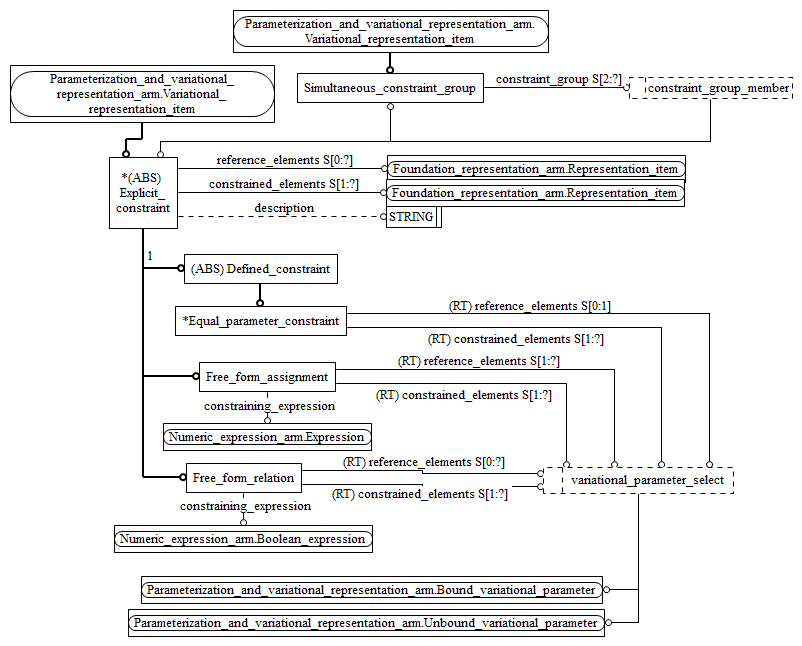 Parameterization_and_variational_representation_arm.
Variational_representation_item
Parameterization_and_variational_
representation_arm.Variational_
representation_item
Simultaneous_constraint_group
constraint_group S[2:?]
constraint_group_member
*(ABS)
Explicit_
constraint
reference_elements S[0:?]
Foundation_representation_arm.Representation_item
constrained_elements S[1:?]
Foundation_representation_arm.Representation_item
description
STRING
1
(ABS) Defined_constraint
*Equal_parameter_constraint
(RT) reference_elements S[0:1]
(RT) constrained_elements S[1:?]
Free_form_assignment
(RT) reference_elements S[1:?]
(RT) constrained_elements S[1:?]
constraining_expression
Numeric_expression_arm.Expression
Free_form_relation
(RT) reference_elements S[0:?]
(RT) constrained_elements S[1:?]
variational_parameter_select
constraining_expression
Numeric_expression_arm.Boolean_expression
Parameterization_and_variational_representation_arm.Bound_variational_parameter
Parameterization_and_variational_representation_arm.Unbound_variational_parameter